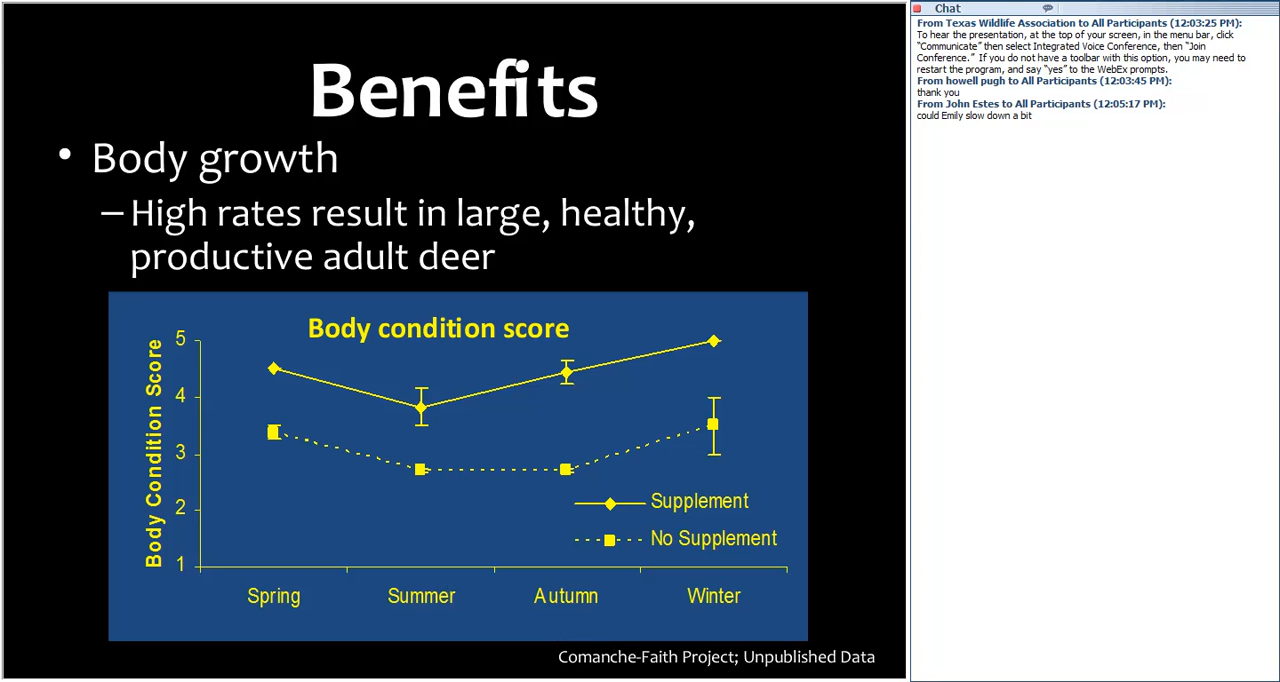 Benefits
• Body growth
– High rates result in large, healthy,
productive adult deer
Body condition score
Body Condition Score
5
4
3
2
1
Spring Summer Autumn Winter
Supplement
No Supplement
Comanche-Faith Project; Unpublished Data
Chat
From Texas Wildlife Association to All Participants (12:03:25 PM):
To hear the presentation, at the top of your screen, in the menu bar, click
"Communicate" then select Integrated Voice Conference, then "Join
Conference." If you do not have a toolbar with this option, you may need to
restart the program, and say "yes" to the WebEx prompts.
From howell pugh to All Participants (12:03:45 PM):
thank you
From John Estes to All Participants (12:05:17 PM):
could Emily slow down a bit